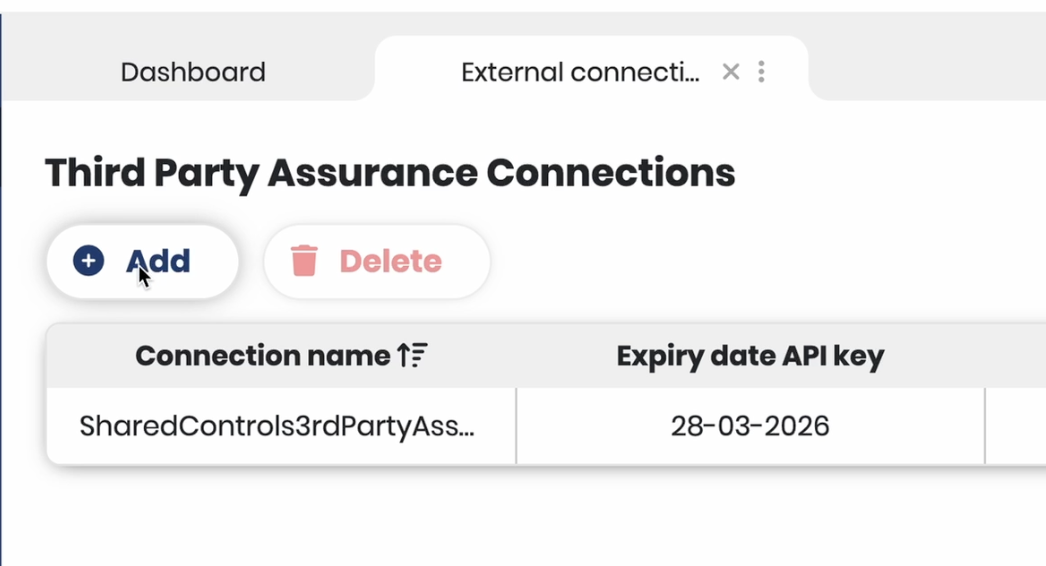 Dashboard
External connecti...
Third Party Assurance Connections
Add
Delete
Connection name
Expiry date API key
SharedControls3rdPartyAss...
28-03-2026